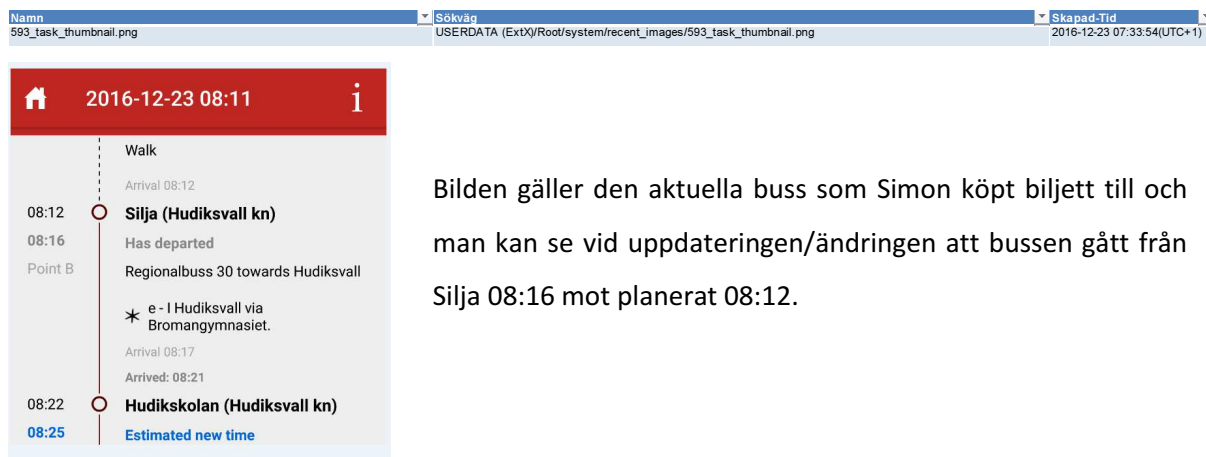 Namn Sökväg Skapad-Tid
593_task_thumbnail.png USERDATA (ExtX)/Root/system/recent_images/593_task_thumbnail.png 2016-12-23 07:33:54(UTC+1)
2016-12-23 08:11 i
Walk
Arrival 08:12
08:12 Silja (Hudiksvall kn)
08:16 Has departed
Point B Regionalbuss 30 towards Hudiksvall
e - I Hudiksvall via
Bromangymnasiet.
Arrival 08:17
Arrived: 08:21
08:22 Hudikskolan (Hudiksvall kn)
08:25 Estimated new time
Bilden gäller den aktuella buss som Simon köpt biljett till och
man kan se vid uppdateringen/ändringen att bussen gått från
Silja 08:16 mot planerat 08:12.